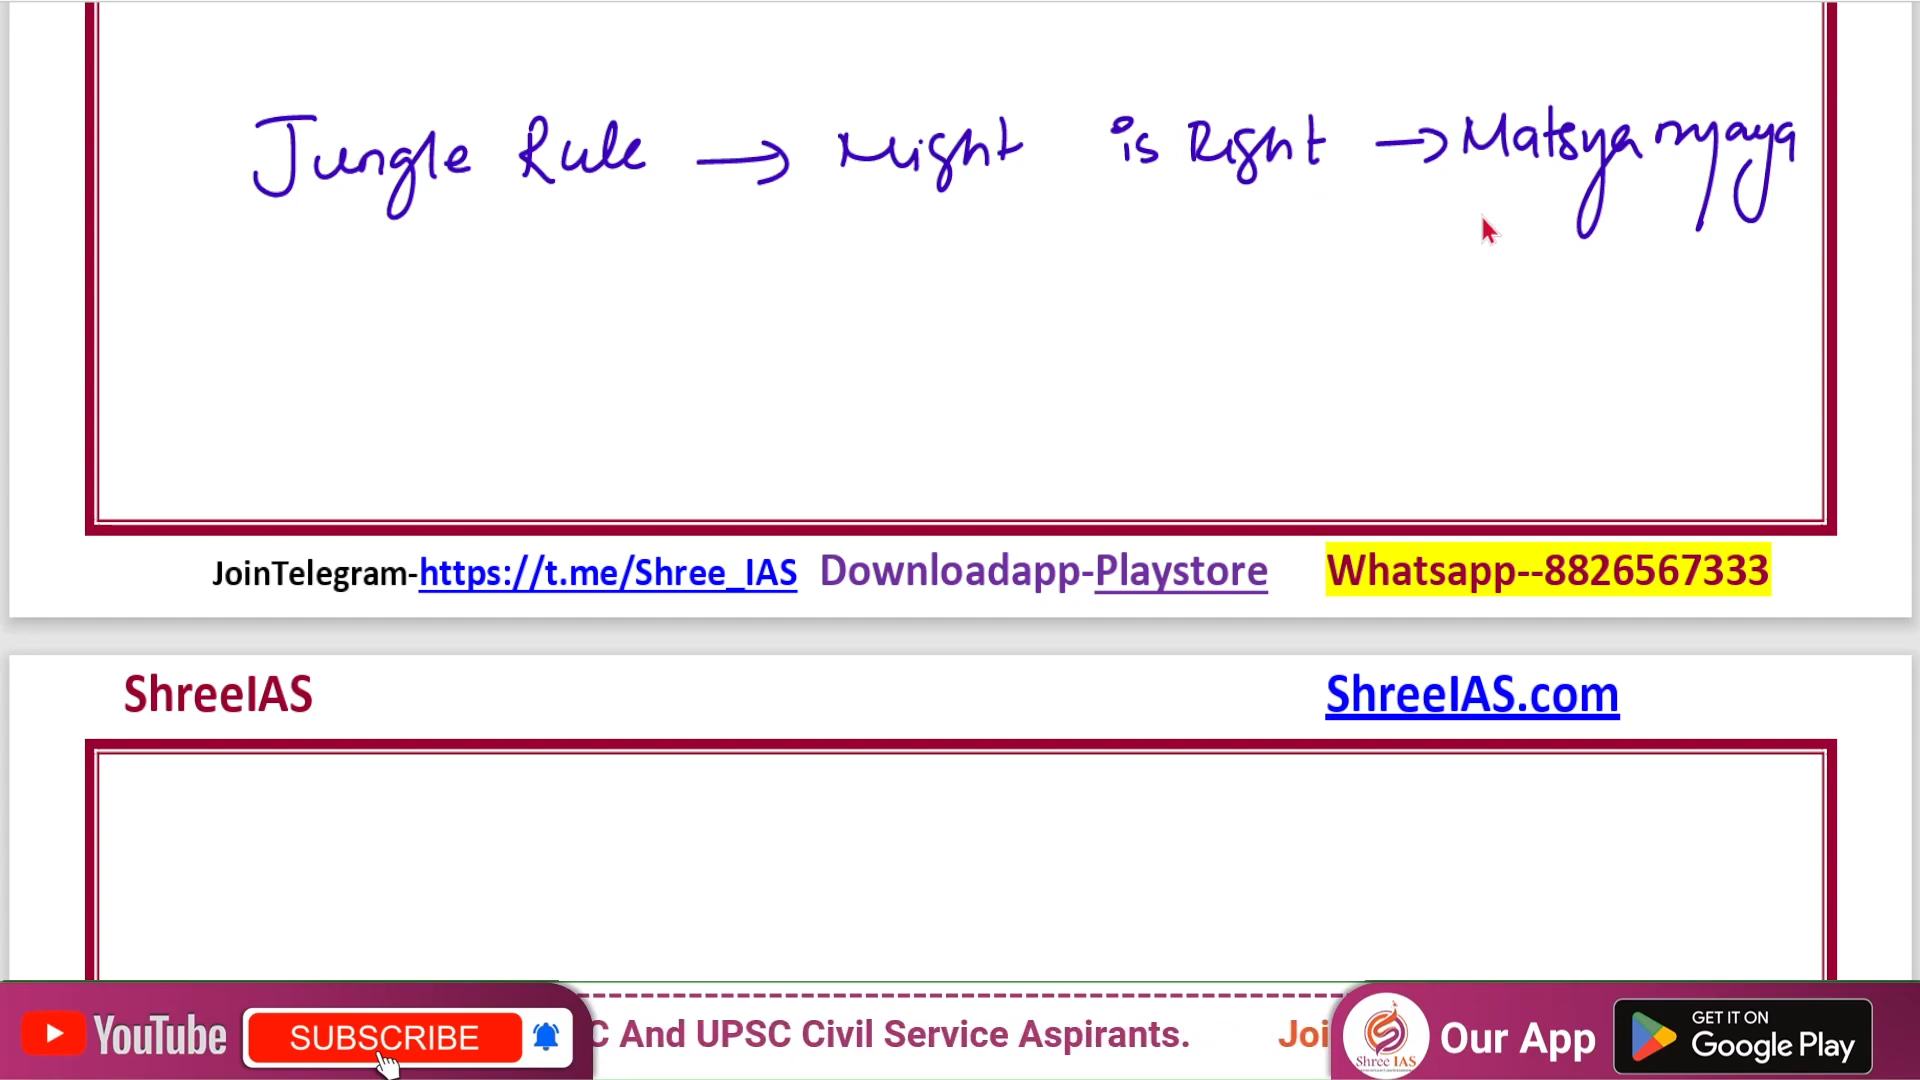 Jungle Rule → Might is Right → Matsyanyaya
JoinTelegram-https://t.me/Shree_IAS Downloadapp-Playstore Whatsapp--8826567333
ShreeIAS ShreeIAS.com
YouTube SUBSCRIBE C And UPSC Civil Service Aspirants. Joi Shree IAS Our App GET IT ON Google Play